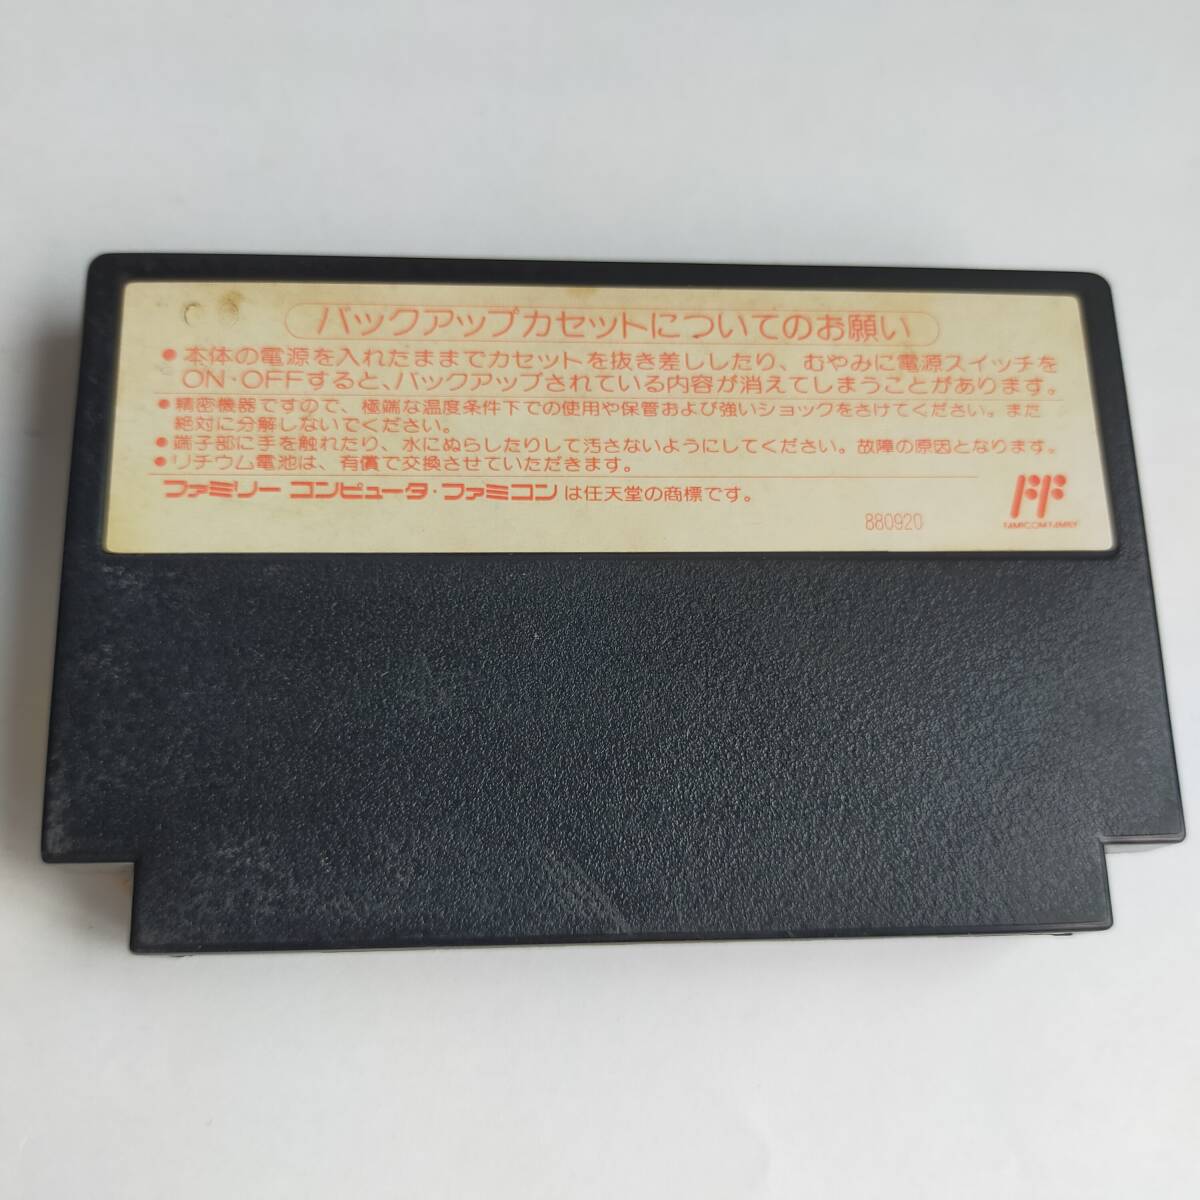 バックアップカセットについてのお願い
●本体の電源を入れたままでカセットを抜き差ししたり、むやみに電源スイッチを
ON・OFFすると、バックアップされている内容が消えてしまうことがあります。
●精密機器ですので、極端な温度条件下での使用や保管および強いショックをさけてください。また
絶対に分解しないでください。
●端子部に手を触れたり、水にぬらしたりして汚さないようにしてください。故障の原因となります。
●リチウム電池は、有償で交換させていただきます。
ファミリー コンピュータ・ファミコン は任天堂の商標です。
880920
FF
FAMICOM FAMILY